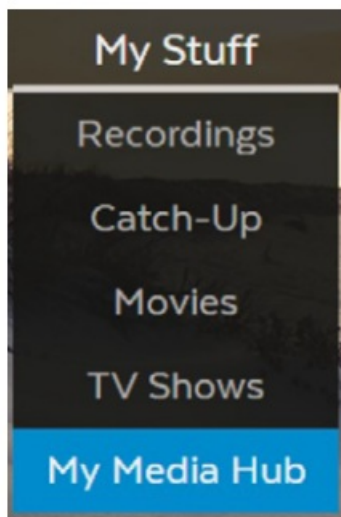 My Stuff
Recordings
Catch-Up
Movies
TV Shows
My Media Hub